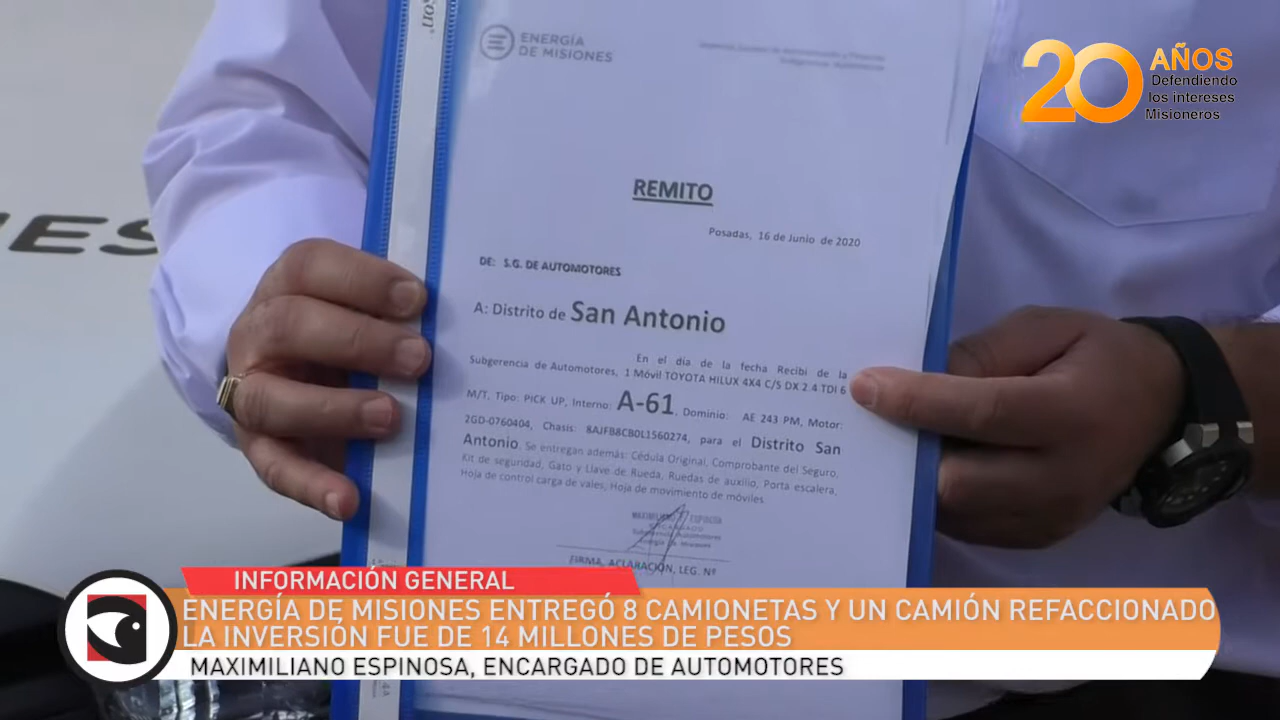 ENERGÍA
DE MISIONES
20 AÑOS
Defendiendo
los intereses
Misioneros
REMITO
Posadas, 16 de Junio de 2020
DE: S.G. DE AUTOMOTORES
A: Distrito de San Antonio
En el día de la fecha Recibí de la
Subgerencia de Automotores, 1 Móvil TOYOTA HILUX 4X4 C/S DX 2.4 TDI 6
M/T, Tipo: PICK UP, Interno: A-61, Dominio: AE 243 PM, Motor:
2GD-0760404, Chasis: 8AJFB8CB0L1560274, para el Distrito San
Antonio. Se entregan además: Cédula Original, Comprobante del Seguro,
Kit de seguridad, Gato y Llave de Rueda, Ruedas de auxilio, Porta escalera,
Hoja de control carga de vales, Hoja de movimiento de móviles.
FIRMA, ACLARACIÓN, LEG. Nº
INFORMACIÓN GENERAL
ENERGÍA DE MISIONES ENTREGÓ 8 CAMIONETAS Y UN CAMIÓN REFACCIONADO
LA INVERSIÓN FUE DE 14 MILLONES DE PESOS
MAXIMILIANO ESPINOSA, ENCARGADO DE AUTOMOTORES